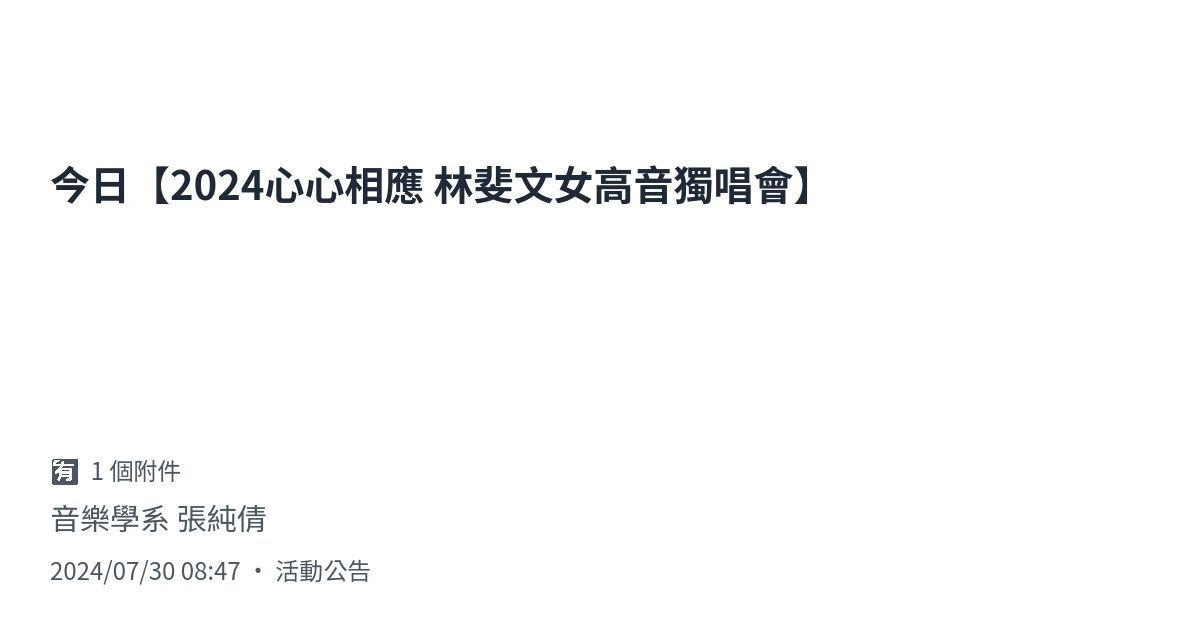 今日【2024心心相應 林斐文女高音獨唱會】
有 1 個附件
音樂學系 張純倩
2024/07/30 08:47 • 活動公告